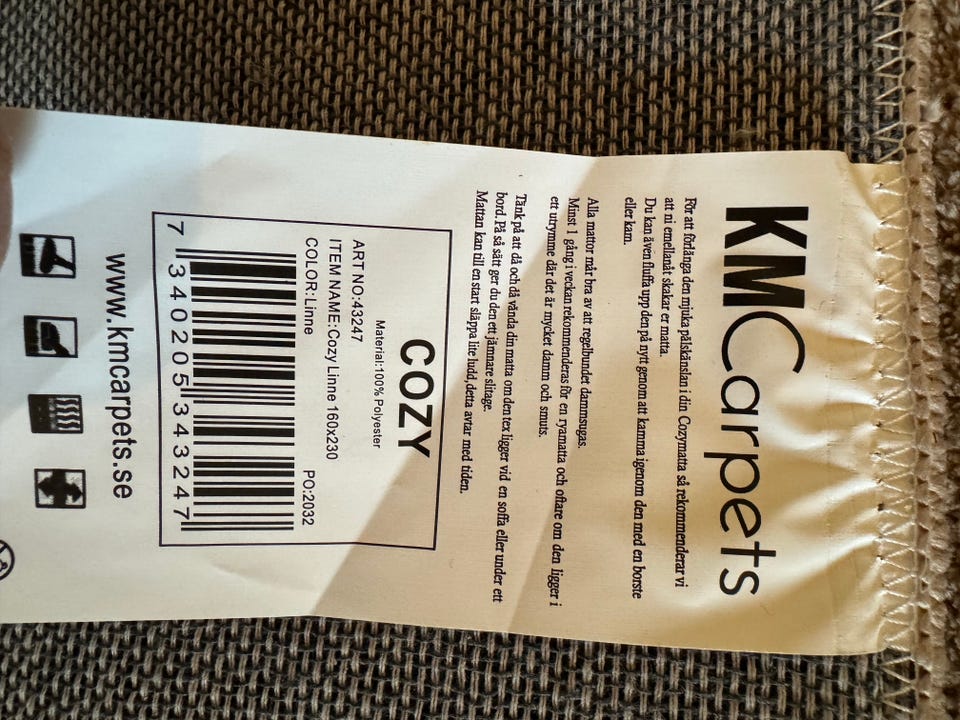 KMCarpets
För att förlänga den mjuka pälskänslan i din Cozymatta så rekommenderar vi
att ni emellanåt skakar er matta.
Du kan även fluffa upp den på nytt genom att kamma igenom den med en borste
eller kam.
Alla mattor mår bra av att regelbundet dammsugas.
Minst 1 gång i veckan rekomenderas för en ryamatta och oftare om den ligger i
ett utrymme där det är mycket damm och smuts.
Tänk på att då och då vända din matta om den tex ligger vid en soffa eller under ett
bord. På så sätt ger du den ett jämnare slitage.
Mattan kan till en start släppa lite ludd, detta avtar med tiden.
COZY
Material:100% Polyester
ART NO:43247
ITEM NAME:Cozy Linne 160x230
COLOR:Linne PO:2032
7 340205 343247
www.kmcarpets.se